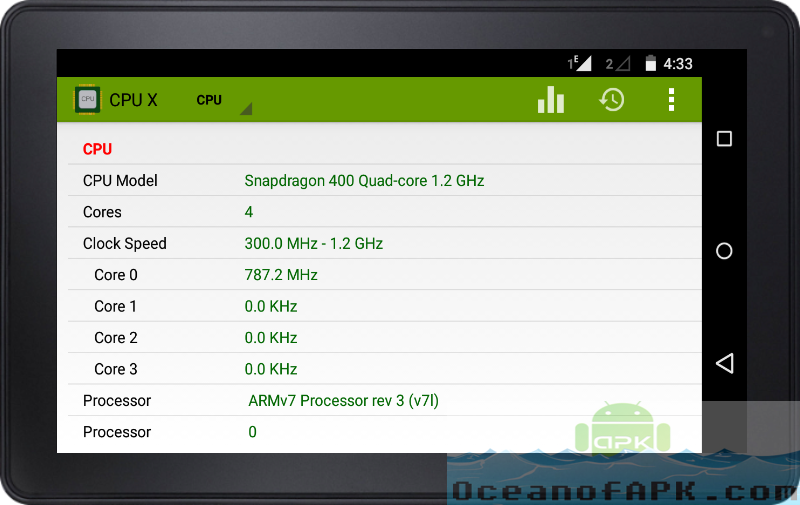 1 E 2 4:33
CPU CPU X CPU
CPU
CPU Model Snapdragon 400 Quad-core 1.2 GHz
Cores 4
Clock Speed 300.0 MHz - 1.2 GHz
Core 0 787.2 MHz
Core 1 0.0 KHz
Core 2 0.0 KHz
Core 3 0.0 KHz
Processor ARMv7 Processor rev 3 (v7l)
Processor 0
apk
OceanofAPK.com